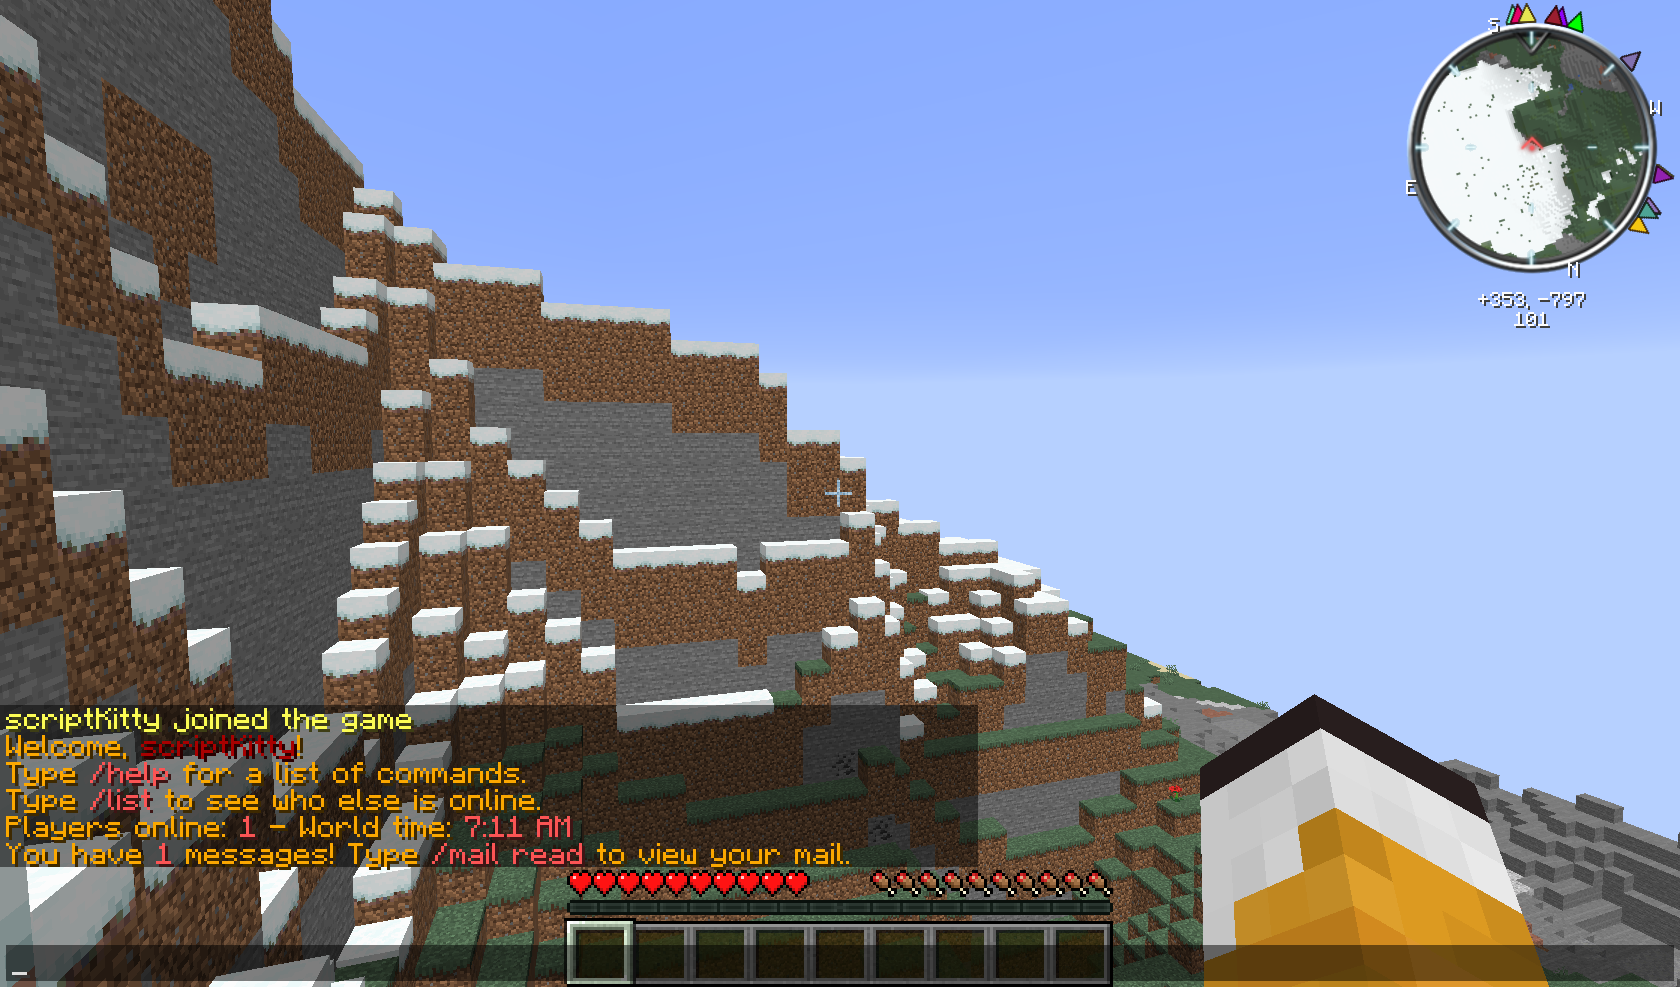 S
W
E
N
+353, -797
101
scriptKitty joined the game
Welcome, scriptKitty!
Type /help for a list of commands.
Type /list to see who else is online.
Players online: 1 - World time: 7:11 AM
You have 1 messages! Type /mail read to view your mail.
_